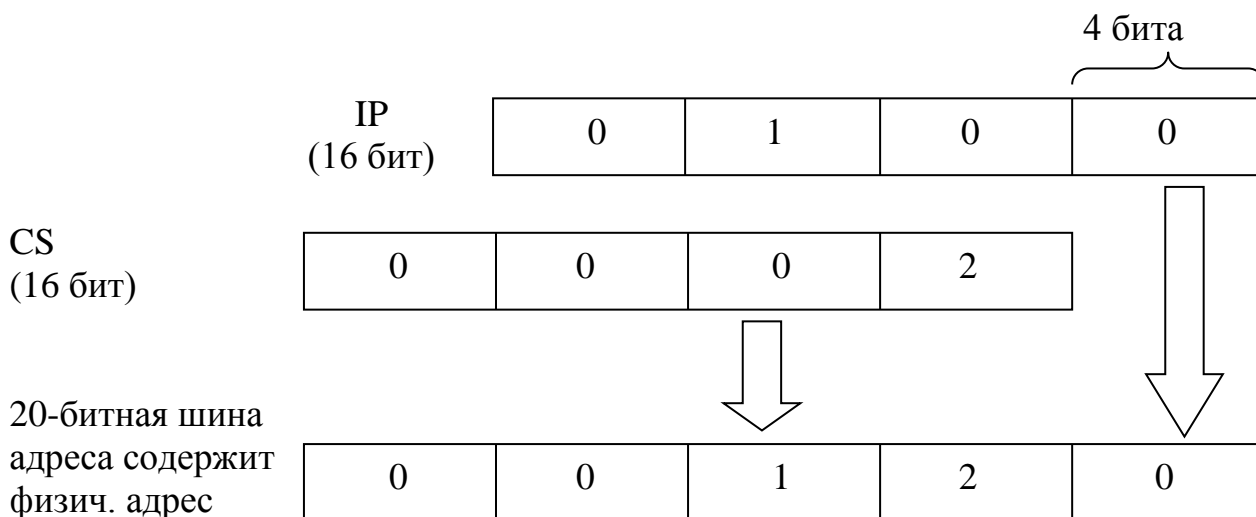 4 бита
IP
(16 бит)
0 1 0 0
CS
(16 бит)
0 0 0 2
20-битная шина
адреса содержит
физич. адрес
0 0 1 2 0